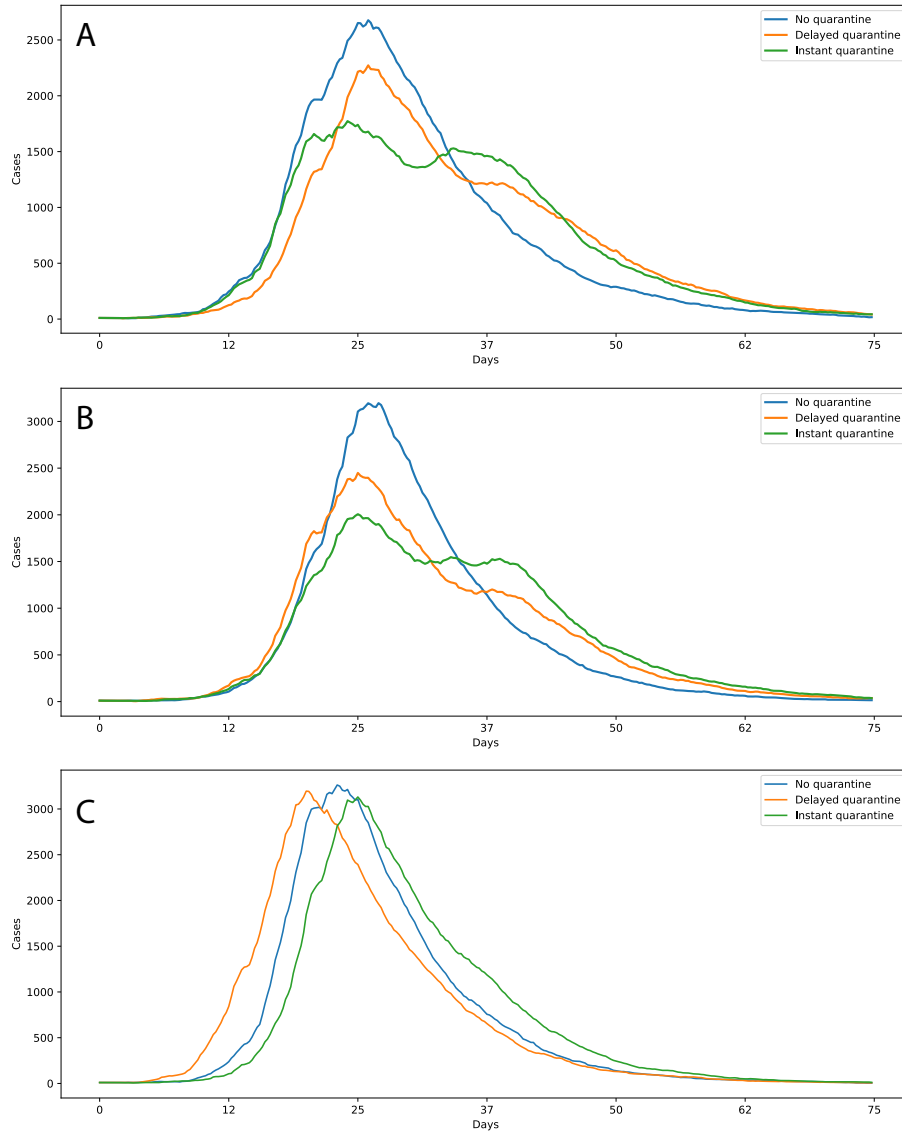 A
No quarantine
Delayed quarantine
Instant quarantine
2500
2000
1500
1000
500
0
Cases
0 12 25 37 50 62 75
Days
B
No quarantine
Delayed quarantine
Instant quarantine
3000
2500
2000
1500
1000
500
0
Cases
0 12 25 37 50 62 75
Days
C
No quarantine
Delayed quarantine
Instant quarantine
3000
2500
2000
1500
1000
500
0
Cases
0 12 25 37 50 62 75
Days